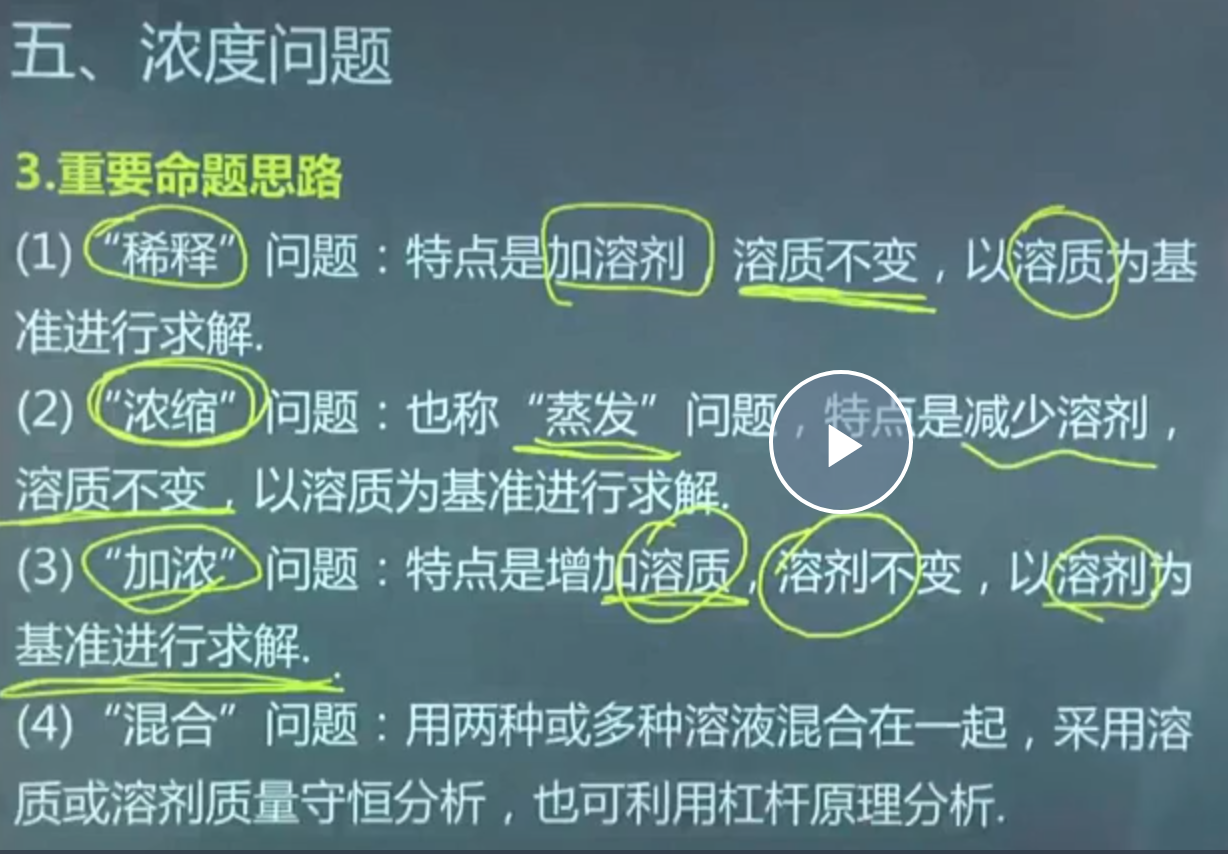 五、浓度问题
3.重要命题思路
(1)“稀释”问题：特点是加溶剂，溶质不变，以溶质为基
准进行求解.
(2)“浓缩”问题：也称“蒸发”问题，特点是减少溶剂，
溶质不变，以溶质为基准进行求解.
(3)“加浓”问题：特点是增加溶质，溶剂不变，以溶剂为
基准进行求解.
(4)“混合”问题：用两种或多种溶液混合在一起，采用溶
质或溶剂质量守恒分析，也可利用杠杆原理分析.